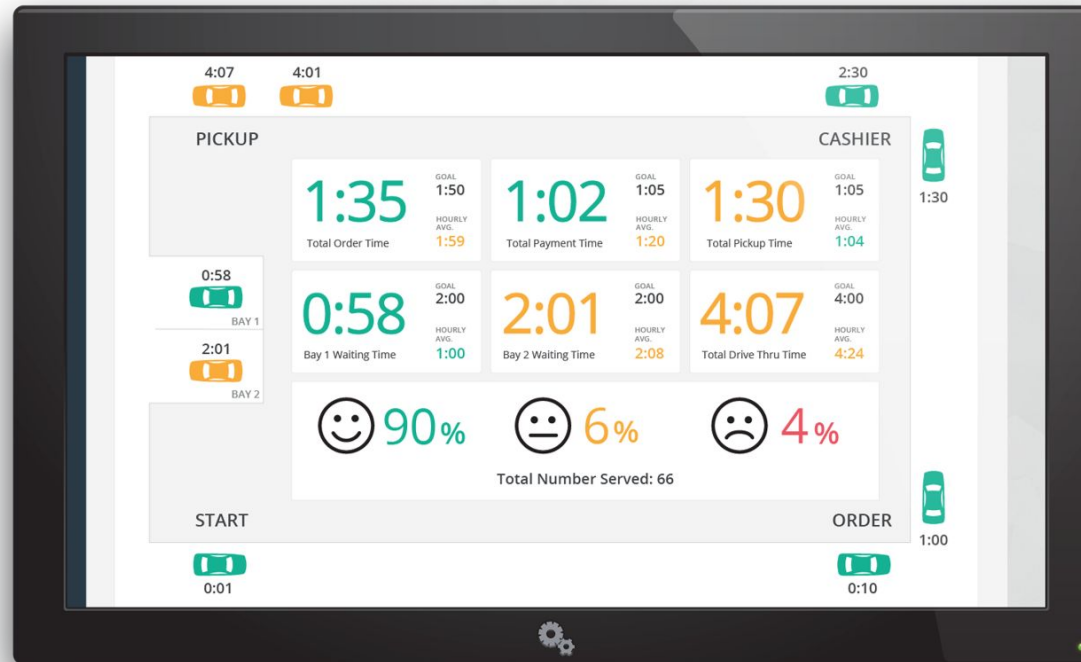 4:07
4:01
2:30
PICKUP
CASHIER
1:30
1:35
GOAL
1:50
HOURLY
AVG.
1:59
Total Order Time
1:02
GOAL
1:05
HOURLY
AVG.
1:20
Total Payment Time
1:30
GOAL
1:05
HOURLY
AVG.
1:04
Total Pickup Time
0:58
BAY 1
2:01
BAY 2
0:58
GOAL
2:00
HOURLY
AVG.
1:00
Bay 1 Waiting Time
2:01
GOAL
2:00
HOURLY
AVG.
2:08
Bay 2 Waiting Time
4:07
GOAL
4:00
HOURLY
AVG.
4:24
Total Drive Thru Time
90%
6%
4%
Total Number Served: 66
START
ORDER
1:00
0:01
0:10